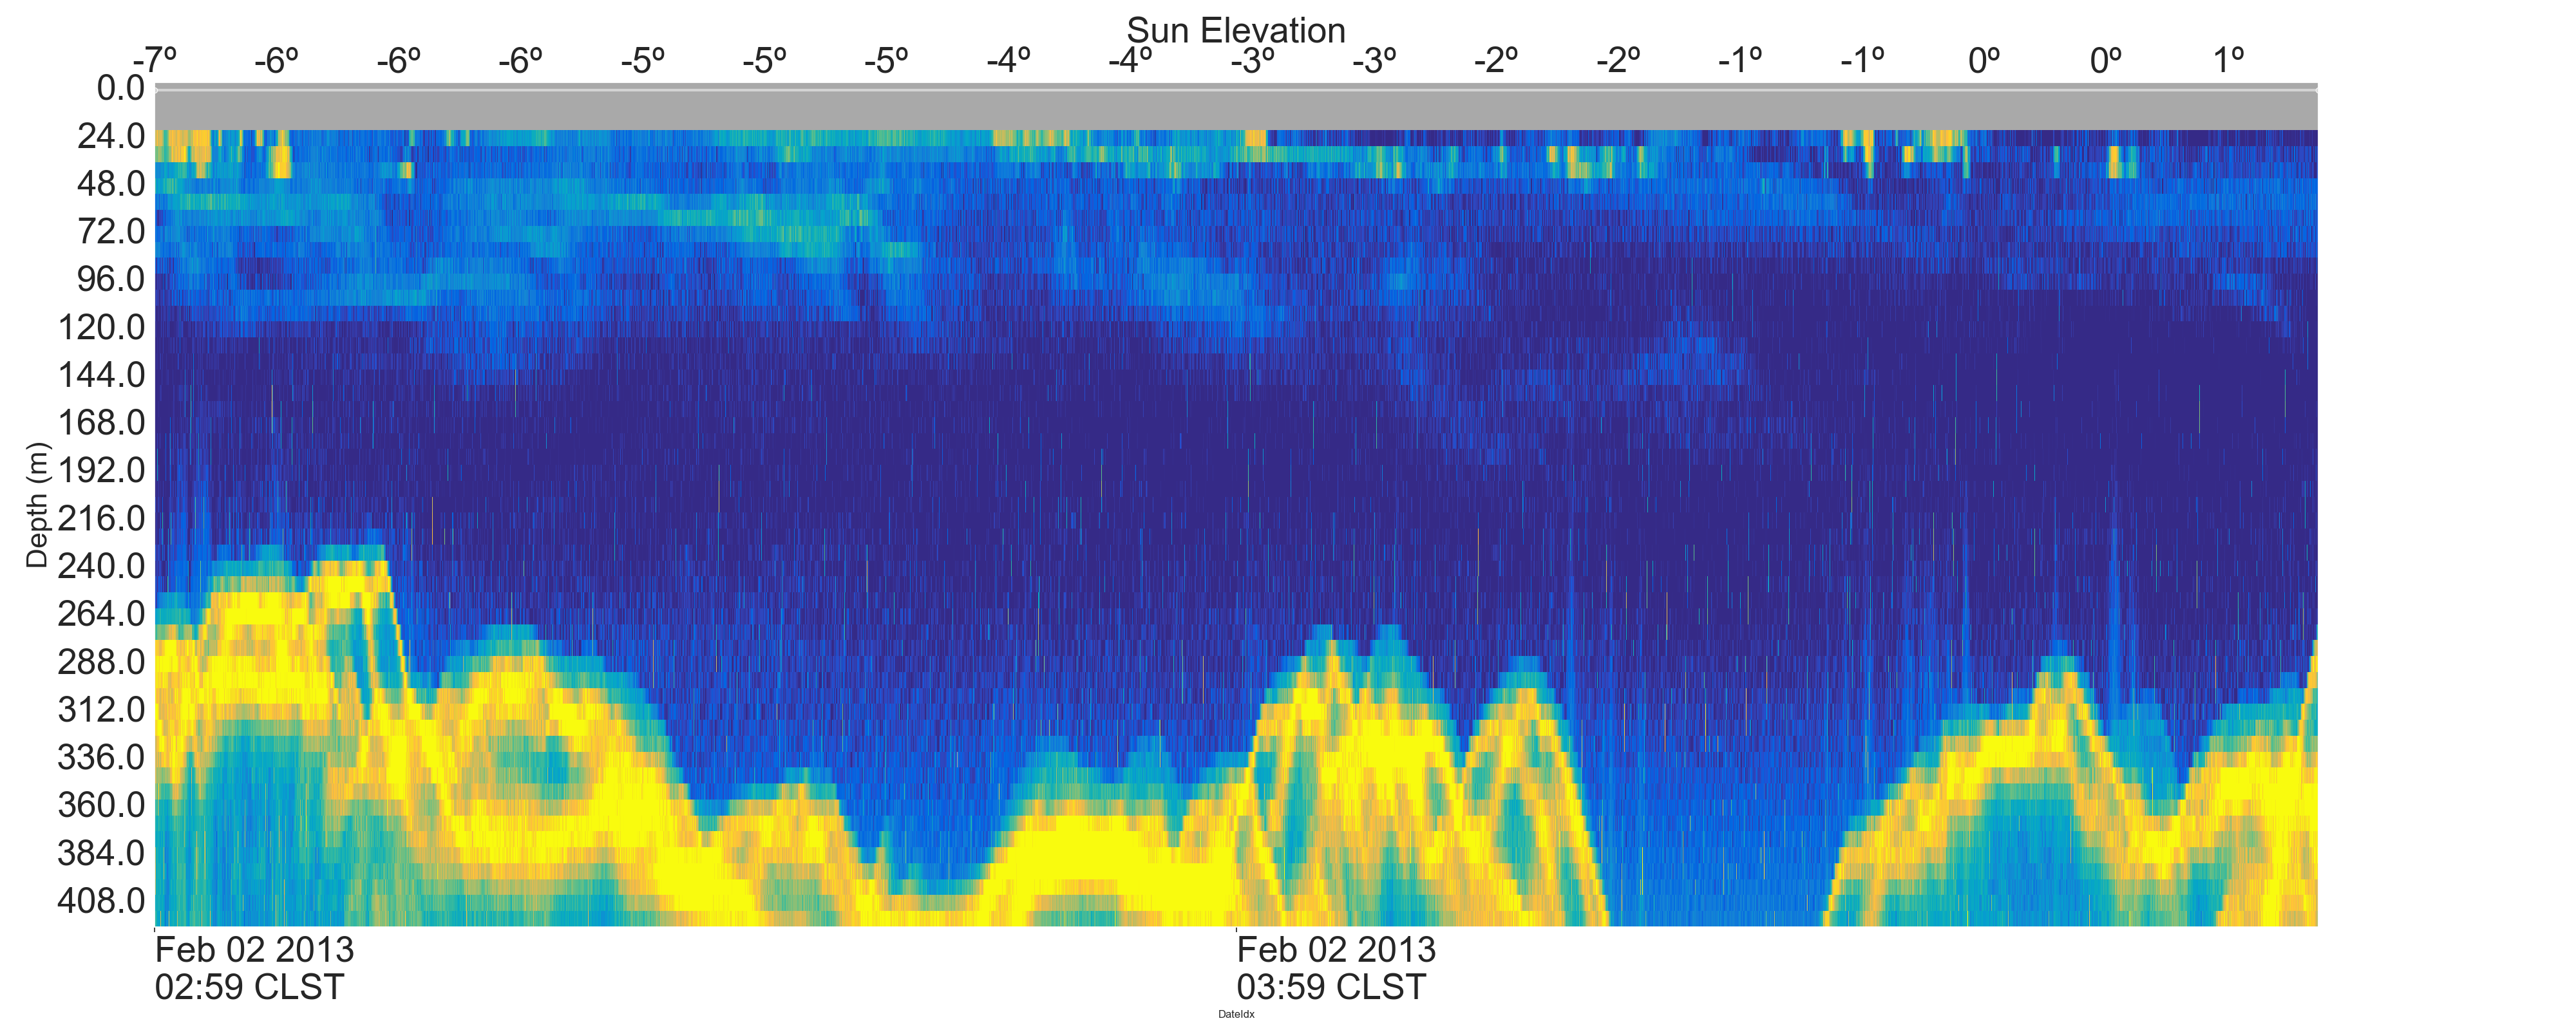 Sun Elevation
-7º -6º -6º -6º -5º -5º -5º -4º -4º -3º -3º -2º -2º -1º -1º 0º 0º 1º
0.0
24.0
48.0
72.0
96.0
120.0
144.0
168.0
192.0
216.0
240.0
264.0
288.0
312.0
336.0
360.0
384.0
408.0
Depth (m)
Feb 02 2013
02:59 CLST
Feb 02 2013
03:59 CLST
DateIdx